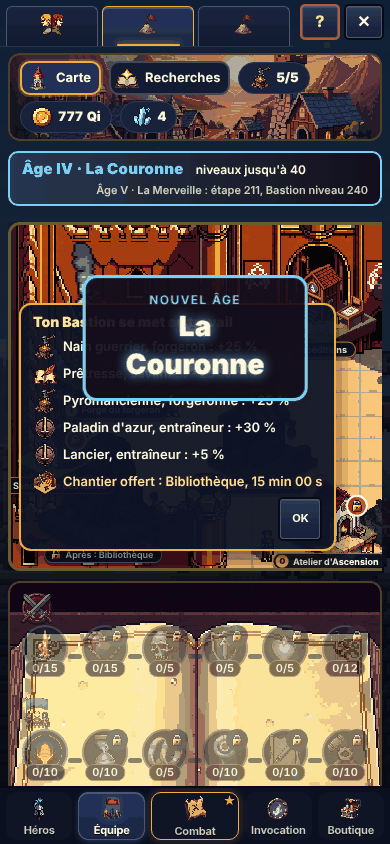 ?
×
Carte
Recherches
5/5
777 Qi
4
Âge IV · La Couronne niveaux jusqu'à 40
Âge V · La Merveille : étape 211, Bastion niveau 240
NOUVEL ÂGE
La
Couronne
Ton Bastion se met
Nain guerrier, forgeron : +25 %
Pyromancienne, forgeronne : +25 %
Paladin d'azur, entraîneur : +30 %
Lancier, entraîneur : +5 %
Chantier offert : Bibliothèque, 15 min 00 s
OK
Après : Bibliothèque
Atelier d'Ascension
0/15
0/15
0/5
0/5
0/5
0/12
0/10
0/10
0/5
0/10
0/10
0/10
Héros
Équipe
Combat
Invocation
Boutique